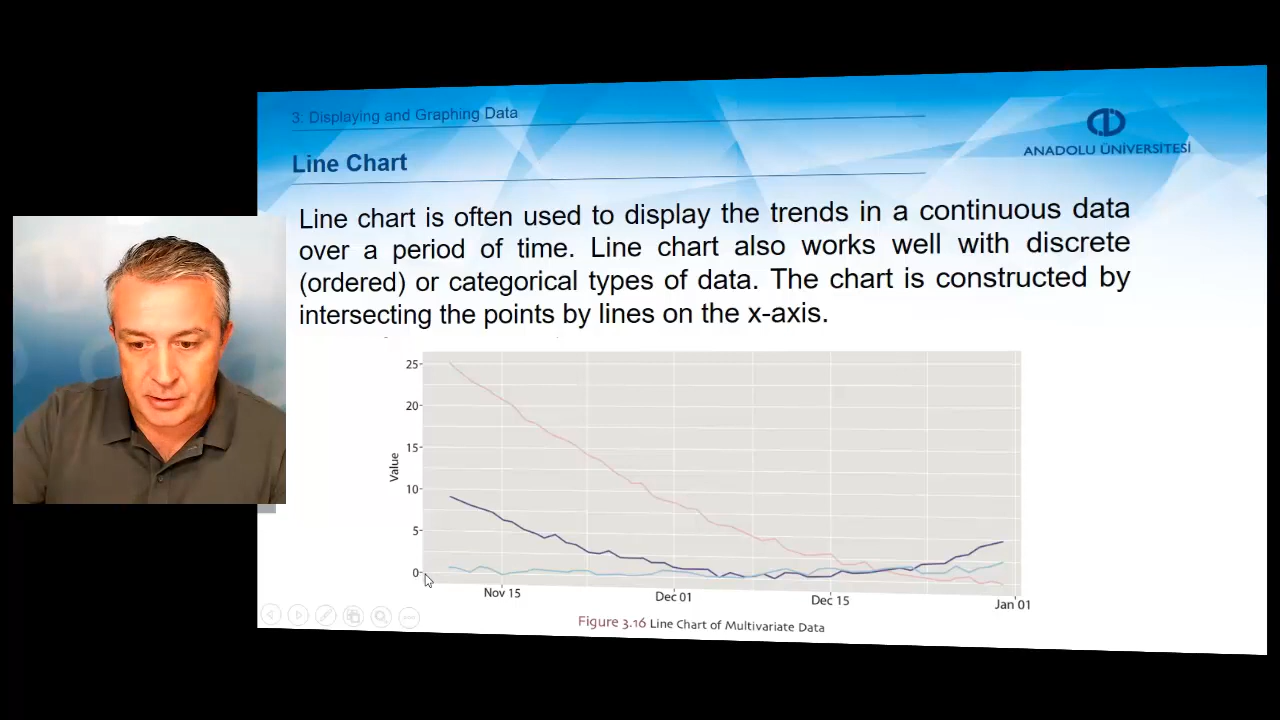 3. Displaying and Graphing Data
ANADOLU ÜNİVERSİTESİ
Line Chart
Line chart is often used to display the trends in a continuous data
over a period of time. Line chart also works well with discrete
(ordered) or categorical types of data. The chart is constructed by
intersecting the points by lines on the x-axis.
25
20
15
10
5
0
Value
Nov 15
Dec 01
Dec 15
Jan 01
Figure 3.16 Line Chart of Multivariate Data